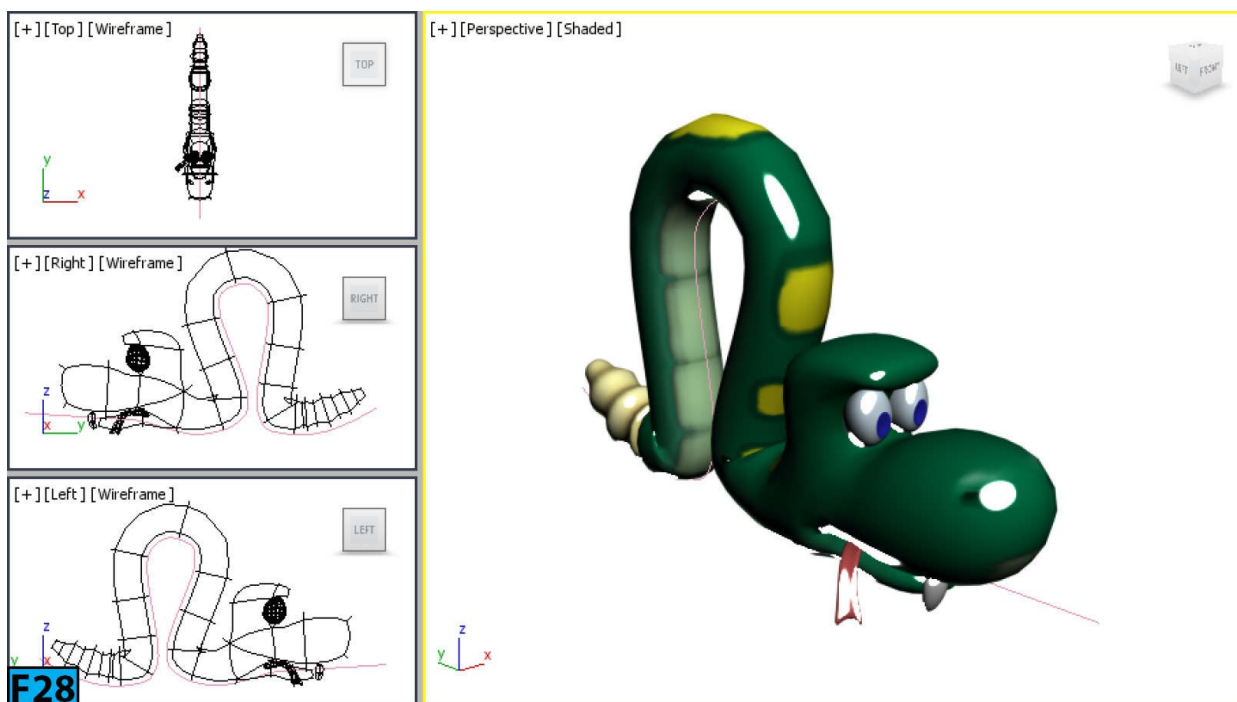 [+] [Top] [Wireframe]
TOP
y
z x
[+] [Right] [Wireframe]
RIGHT
z
x y
[+] [Left] [Wireframe]
LEFT
z
y x
F28
[+] [Perspective] [Shaded]
LEFT FRONT
z
y x